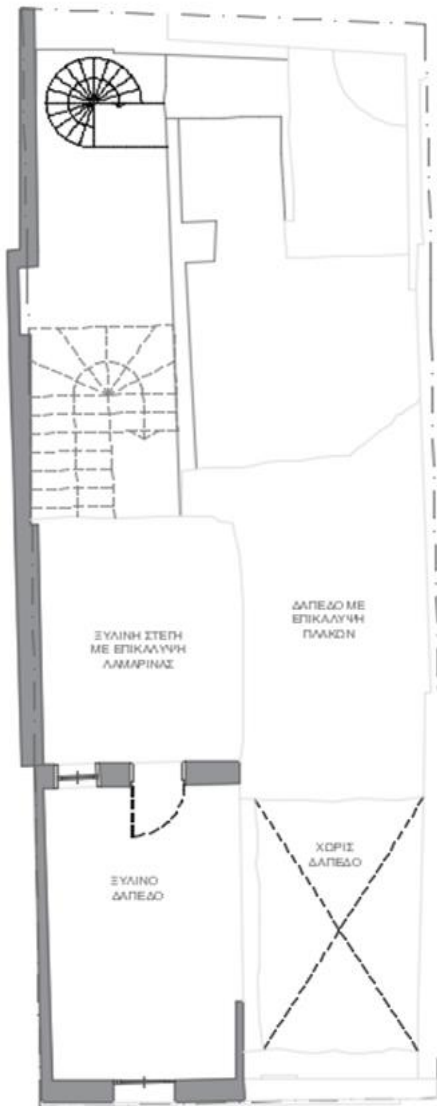 ΔΑΠΕΔΟ ΜΕ
ΕΠΙΚΑΛΥΨΗ
ΠΛΑΚΩΝ
ΞΥΛΙΝΗ ΣΤΕΓΗ
ΜΕ ΕΠΙΚΑΛΥΨΗ
ΛΑΜΑΡΙΝΑΣ
ΧΩΡΙΣ
ΔΑΠΕΔΟ
ΞΥΛΙΝΟ
ΔΑΠΕΔΟ